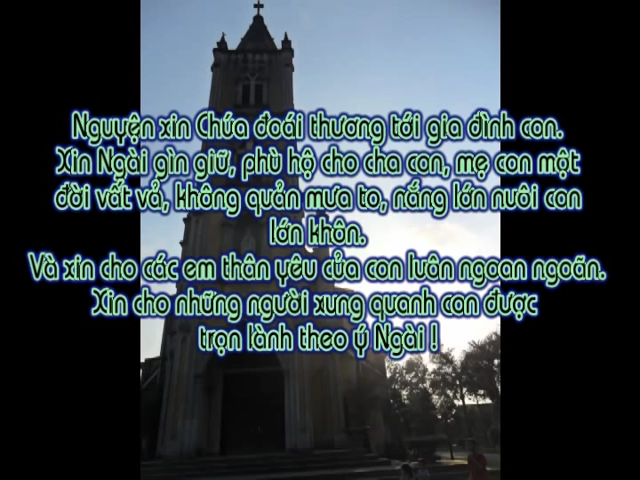 Nguyện xin Chúa đoái thương tới gia đình con.
Xin Ngài gìn giữ, phù hộ cho cha con, mẹ con một
đời vất vả, không quản mưa to, nắng lớn nuôi con
lớn khôn.
Và xin cho các em thân yêu của con luôn ngoan ngoãn.
Xin cho những người xung quanh con được
trọn lành theo ý Ngài !